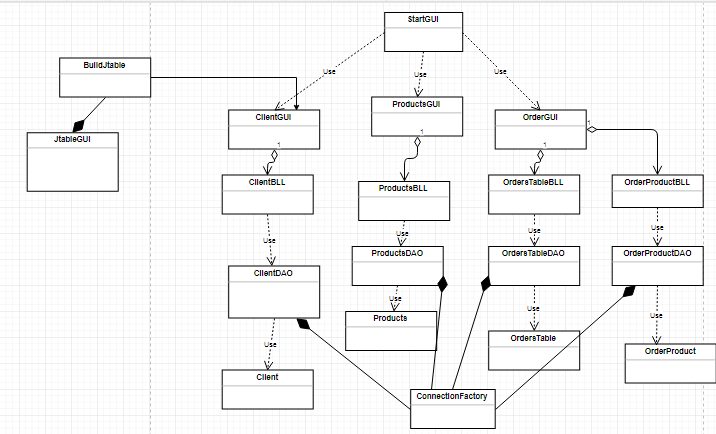 StartGUI
BuildJtable
Use
Use
Use
ClientGUI
ProductsGUI
OrderGUI
1
JtableGUI
1
1
1
ClientBLL
ProductsBLL
OrdersTableBLL
OrderProductBLL
Use
Use
Use
Use
ClientDAO
ProductsDAO
OrdersTableDAO
OrderProductDAO
Use
Use
Use
Use
Products
OrdersTable
OrderProduct
Client
ConnectionFactory